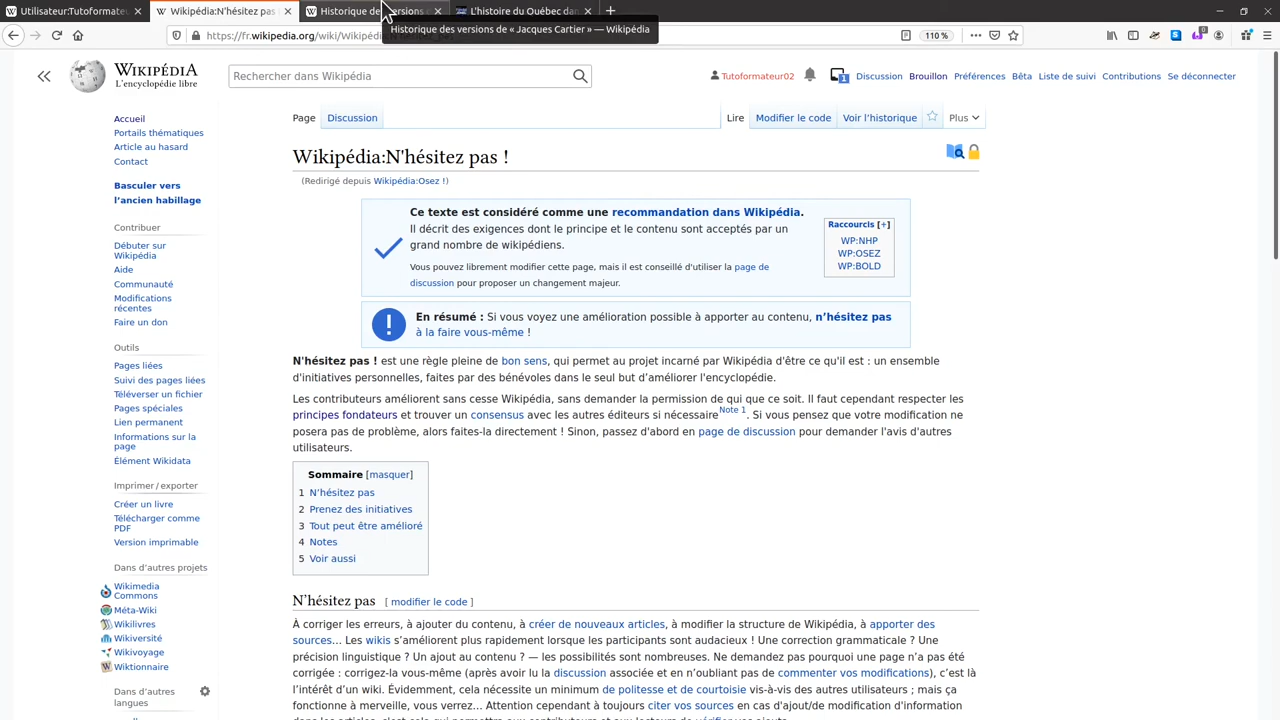 Utilisateur:Tutoformate
Wikipédia:N'hésitez pas
Historique des versions
L'histoire du Québec dan
https://fr.wikipedia.org/wiki/Wikipéd
110 %
Historique des versions de « Jacques Cartier » — Wikipédia
WIKIPÉDIA
L'encyclopédie libre
Rechercher dans Wikipédia
Tutoformateur02
1
Discussion
Brouillon
Préférences
Bêta
Liste de suivi
Contributions
Se déconnecter
Page
Discussion
Lire
Modifier le code
Voir l'historique
Plus
Accueil
Portails thématiques
Article au hasard
Contact
Basculer vers
l'ancien habillage
Contribuer
Débuter sur
Wikipédia
Aide
Communauté
Modifications
récentes
Faire un don
Outils
Pages liées
Suivi des pages liées
Téléverser un fichier
Pages spéciales
Lien permanent
Informations sur la
page
Élément Wikidata
Imprimer / exporter
Créer un livre
Télécharger comme
PDF
Version imprimable
Dans d'autres projets
Wikimedia
Commons
Méta-Wiki
Wikilivres
Wikiversité
Wikivoyage
Wiktionnaire
Dans d'autres
langues
Wikipédia:N'hésitez pas !
(Redirigé depuis Wikipédia:Osez !)
Ce texte est considéré comme une recommandation dans Wikipédia.
Il décrit des exigences dont le principe et le contenu sont acceptés par un
grand nombre de wikipédiens.
Vous pouvez librement modifier cette page, mais il est conseillé d'utiliser la page de
discussion pour proposer un changement majeur.
Raccourcis [+]
WP:NHP
WP:OSEZ
WP:BOLD
En résumé : Si vous voyez une amélioration possible à apporter au contenu, n'hésitez pas
à la faire vous-même !
N'hésitez pas ! est une règle pleine de bon sens, qui permet au projet incarné par Wikipédia d'être ce qu'il est : un ensemble
d'initiatives personnelles, faites par des bénévoles dans le seul but d'améliorer l'encyclopédie.
Les contributeurs améliorent sans cesse Wikipédia, sans demander la permission de qui que ce soit. Il faut cependant respecter les
principes fondateurs et trouver un consensus avec les autres éditeurs si nécessaire Note 1. Si vous pensez que votre modification ne
posera pas de problème, alors faites-la directement ! Sinon, passez d'abord en page de discussion pour demander l'avis d'autres
utilisateurs.
Sommaire [masquer]
1 N'hésitez pas
2 Prenez des initiatives
3 Tout peut être amélioré
4 Notes
5 Voir aussi
N'hésitez pas [ modifier le code ]
À corriger les erreurs, à ajouter du contenu, à créer de nouveaux articles, à modifier la structure de Wikipédia, à apporter des
sources… Les wikis s'améliorent plus rapidement lorsque les participants sont audacieux ! Une correction grammaticale ? Une
précision linguistique ? Un ajout au contenu ? — les possibilités sont nombreuses. Ne demandez pas pourquoi une page n'a pas été
corrigée : corrigez-la vous-même (après avoir lu la discussion associée et en n'oubliant pas de commenter vos modifications), c'est là
l'intérêt d'un wiki. Évidemment, cela nécessite un minimum de politesse et de courtoisie vis-à-vis des autres utilisateurs ; mais ça
fonctionne à merveille, vous verrez… Attention cependant à toujours citer vos sources en cas d'ajout/de modification d'information